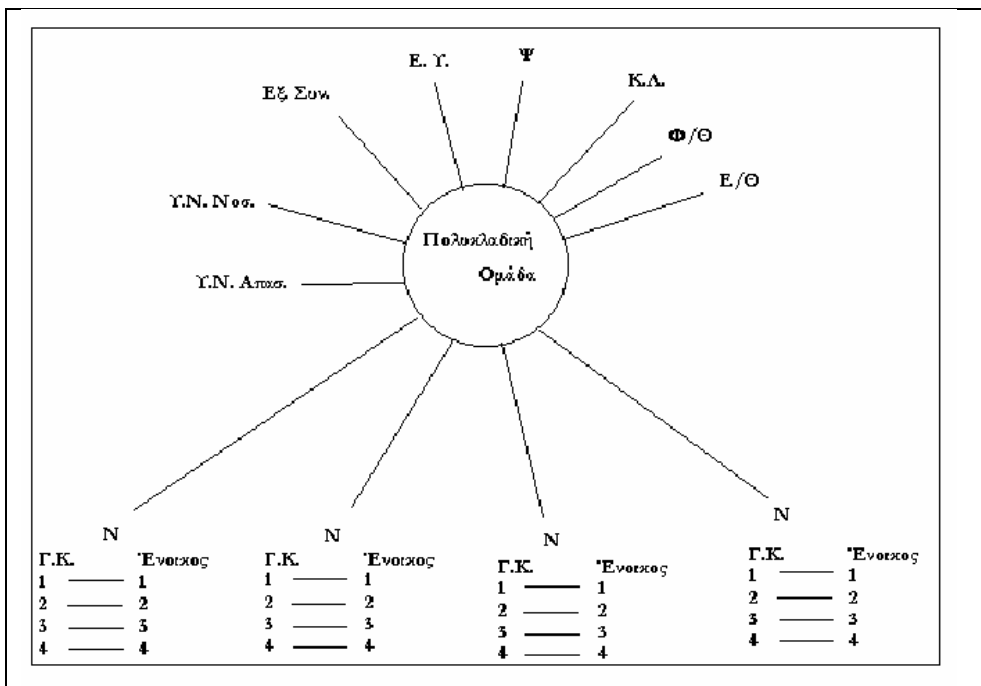 Ε. Υ.
Ψ
Κ.Λ.
Εξ. Συν.
Φ/Θ
Ε/Θ
Υ.Ν. Νοσ.
Πολυκλαδική
Ομάδα
Υ.Ν. Απασ.
Ν Ν Ν Ν
Γ.Κ. Ένοικος Γ.Κ. Ένοικος Γ.Κ. Ένοικος Γ.Κ. Ένοικος
1 1 1 1 1 1 1 1
2 2 2 2 2 2 2 2
3 3 3 3 3 3 3 3
4 4 4 4 4 4 4 4